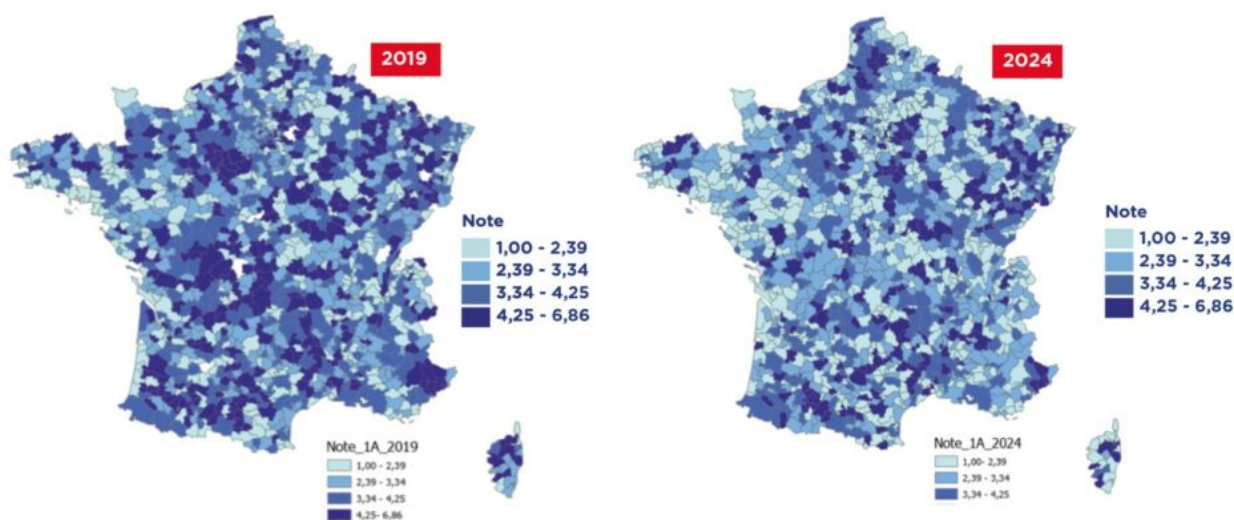 2019
Note
1,00 - 2,39
2,39 - 3,34
3,34 - 4,25
4,25 - 6,86
Note_1A_2019
1,00 - 2,39
2,39 - 3,34
3,34 - 4,25
4,25- 6,86
2024
Note
1,00 - 2,39
2,39 - 3,34
3,34 - 4,25
4,25 - 6,86
Note_1A_2024
1,00- 2,39
2,39 - 3,34
3,34 - 4,25